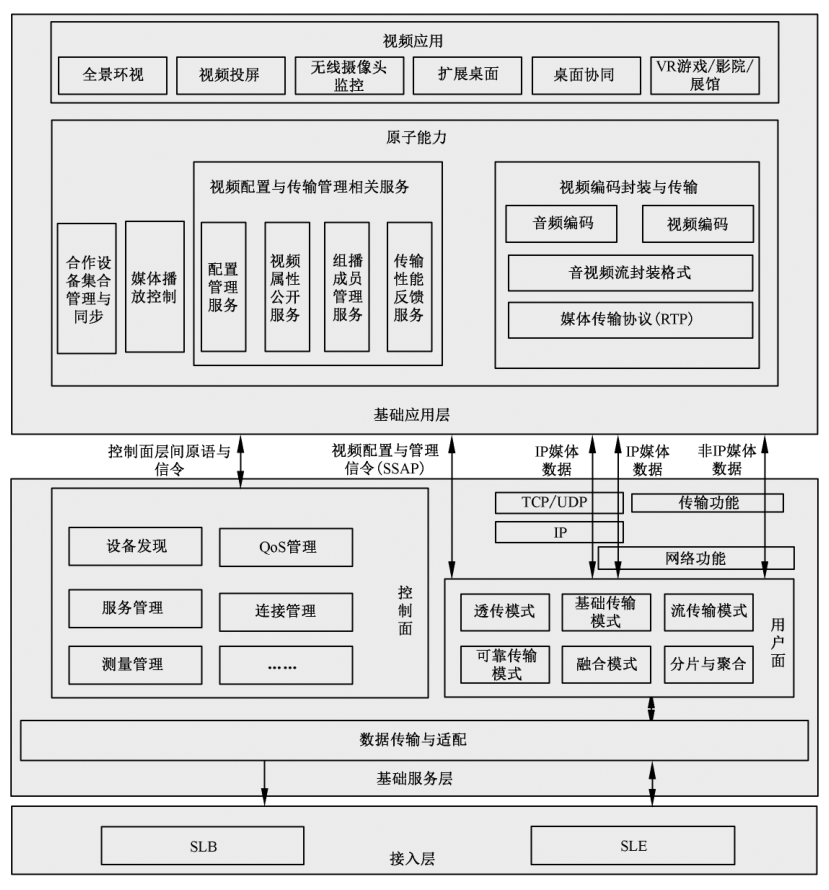 视频应用
全景环视
视频投屏
无线摄像头
监控
扩展桌面
桌面协同
VR游戏/影院/
展馆
原子能力
合作设
备集合
管理与
同步
媒体播
放控制
视频配置与传输管理相关服务
配置
管理
服务
视频
属性
公开
服务
组播
成员
管理
服务
传输
性能
反馈
服务
视频编码封装与传输
音频编码
视频编码
音视频流封装格式
媒体传输协议(RTP)
基础应用层
控制面层间原语与
信令
视频配置与管理
信令(SSAP)
IP媒体
数据
IP媒体
数据
非IP媒体
数据
设备发现
QoS管理
服务管理
连接管理
测量管理
……
控
制
面
TCP/UDP
传输功能
IP
网络功能
透传模式
基础传输
模式
流传输模式
可靠传输
模式
融合模式
分片与聚合
用
户
面
数据传输与适配
基础服务层
SLB
SLE
接入层